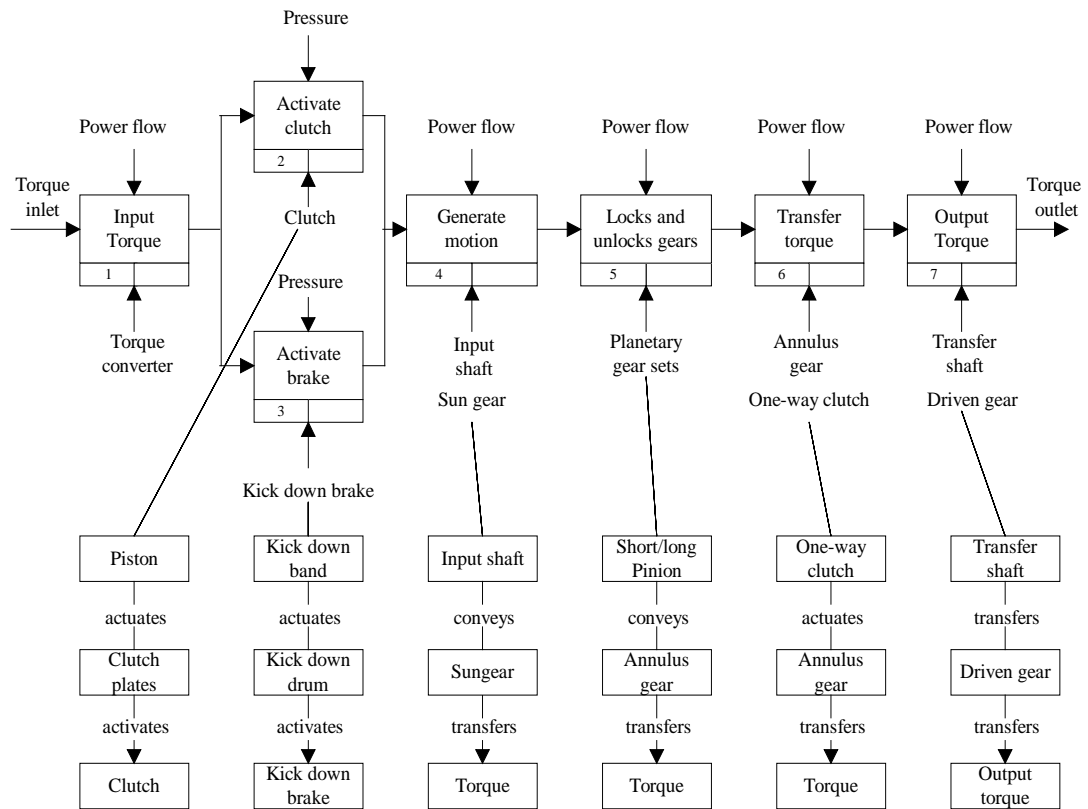 Pressure
Activate
clutch
2
Clutch
Power flow
Torque
inlet
Input
Torque
1
Torque
converter
Pressure
Activate
brake
3
Kick down brake
Power flow
Generate
motion
4
Input
shaft
Sun gear
Power flow
Locks and
unlocks gears
5
Planetary
gear sets
Power flow
Transfer
torque
6
Annulus
gear
One-way clutch
Power flow
Output
Torque
7
Transfer
shaft
Driven gear
Torque
outlet
Piston
actuates
Clutch
plates
activates
Clutch
Kick down
band
actuates
Kick down
drum
activates
Kick down
brake
Input shaft
conveys
Sungear
transfers
Torque
Short/long
Pinion
conveys
Annulus
gear
transfers
Torque
One-way
clutch
actuates
Annulus
gear
transfers
Torque
Transfer
shaft
transfers
Driven gear
transfers
Output
torque